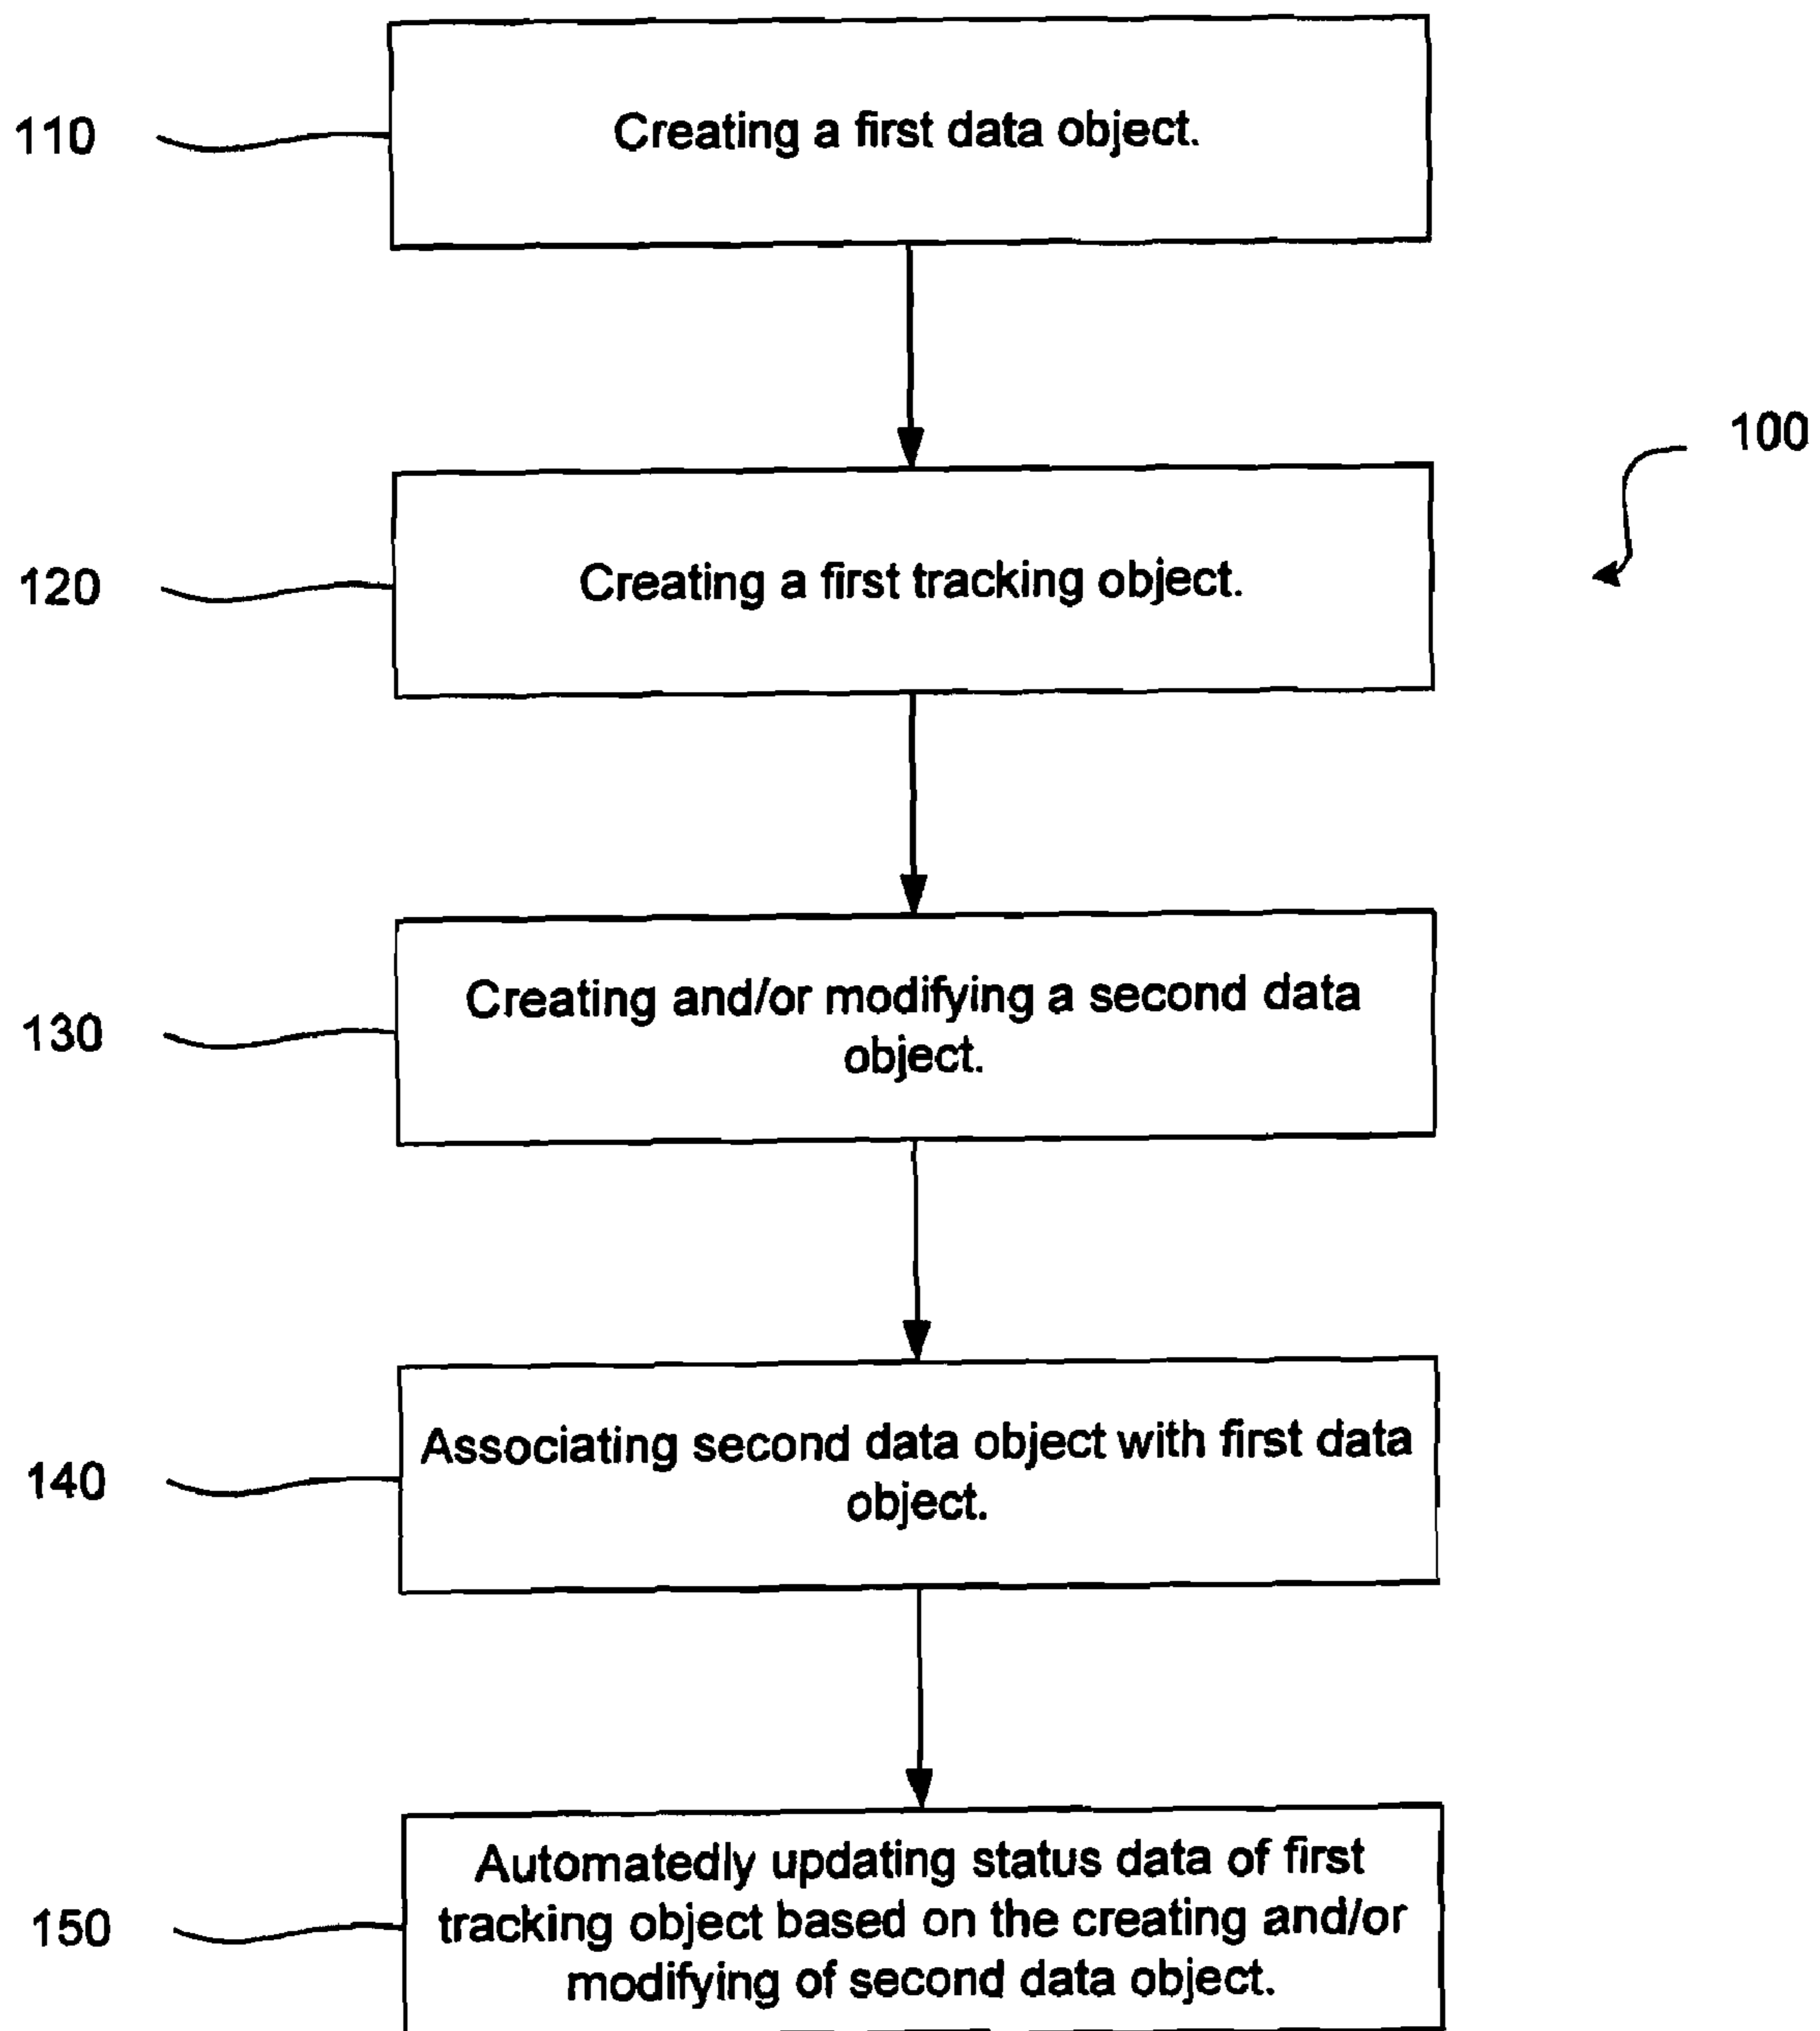 110
Creating a first data object.
100
120
Creating a first tracking object.
130
Creating and/or modifying a second data
object.
140
Associating second data object with first data
object.
150
Automatedly updating status data of first
tracking object based on the creating and/or
modifying of second data object.